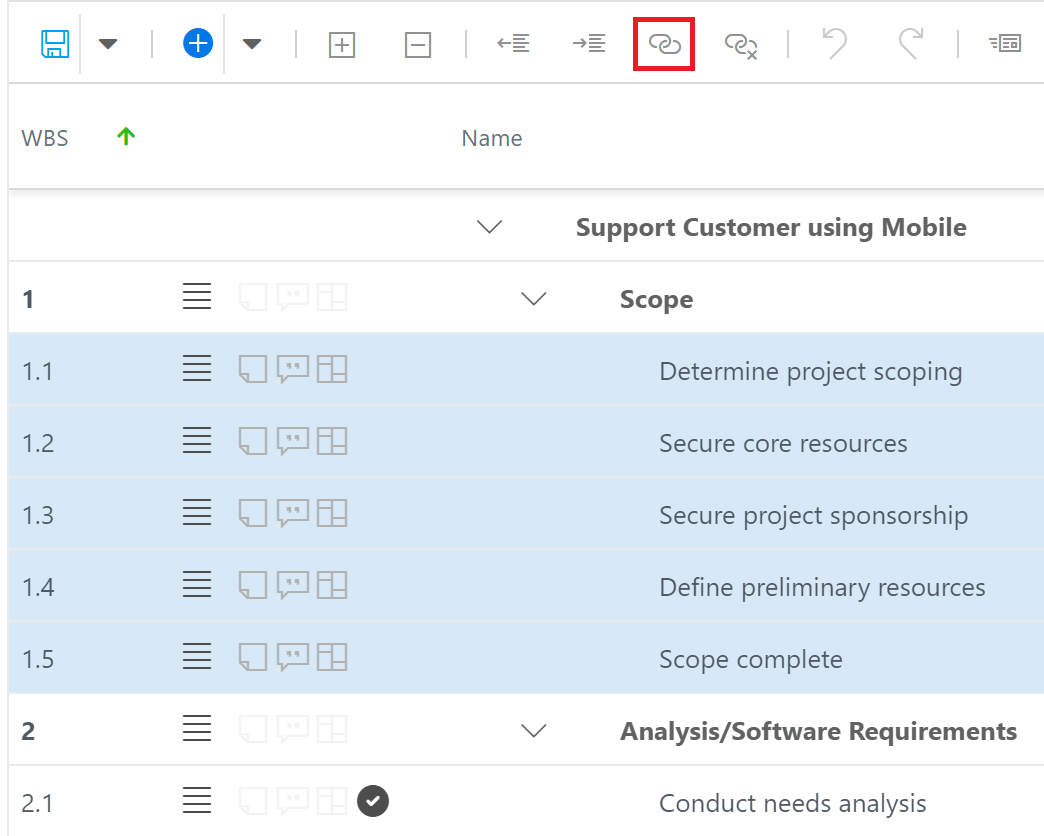 WBS Name
Support Customer using Mobile
1 Scope
1.1 Determine project scoping
1.2 Secure core resources
1.3 Secure project sponsorship
1.4 Define preliminary resources
1.5 Scope complete
2 Analysis/Software Requirements
2.1 Conduct needs analysis